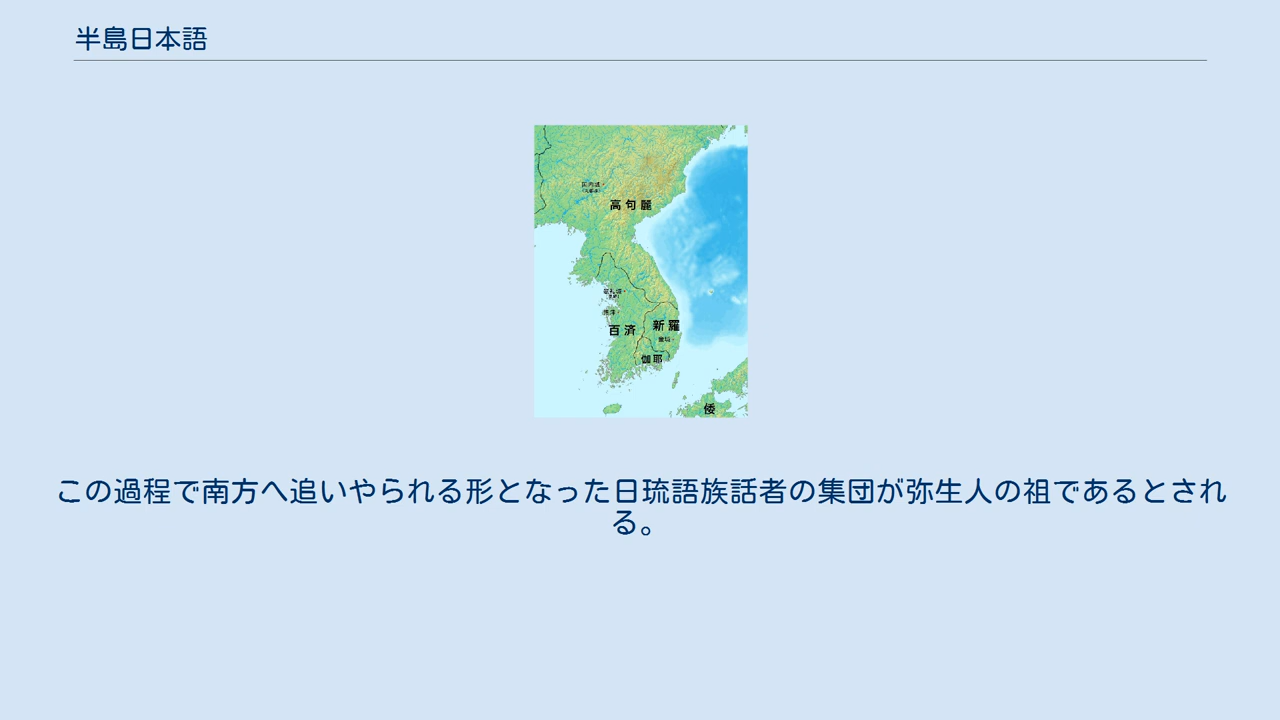 半島日本語
高句麗
百済
新羅
伽耶
倭
この過程で南方へ追いやられる形となった日琉語族話者の集団が弥生人の祖であるとされ
る。